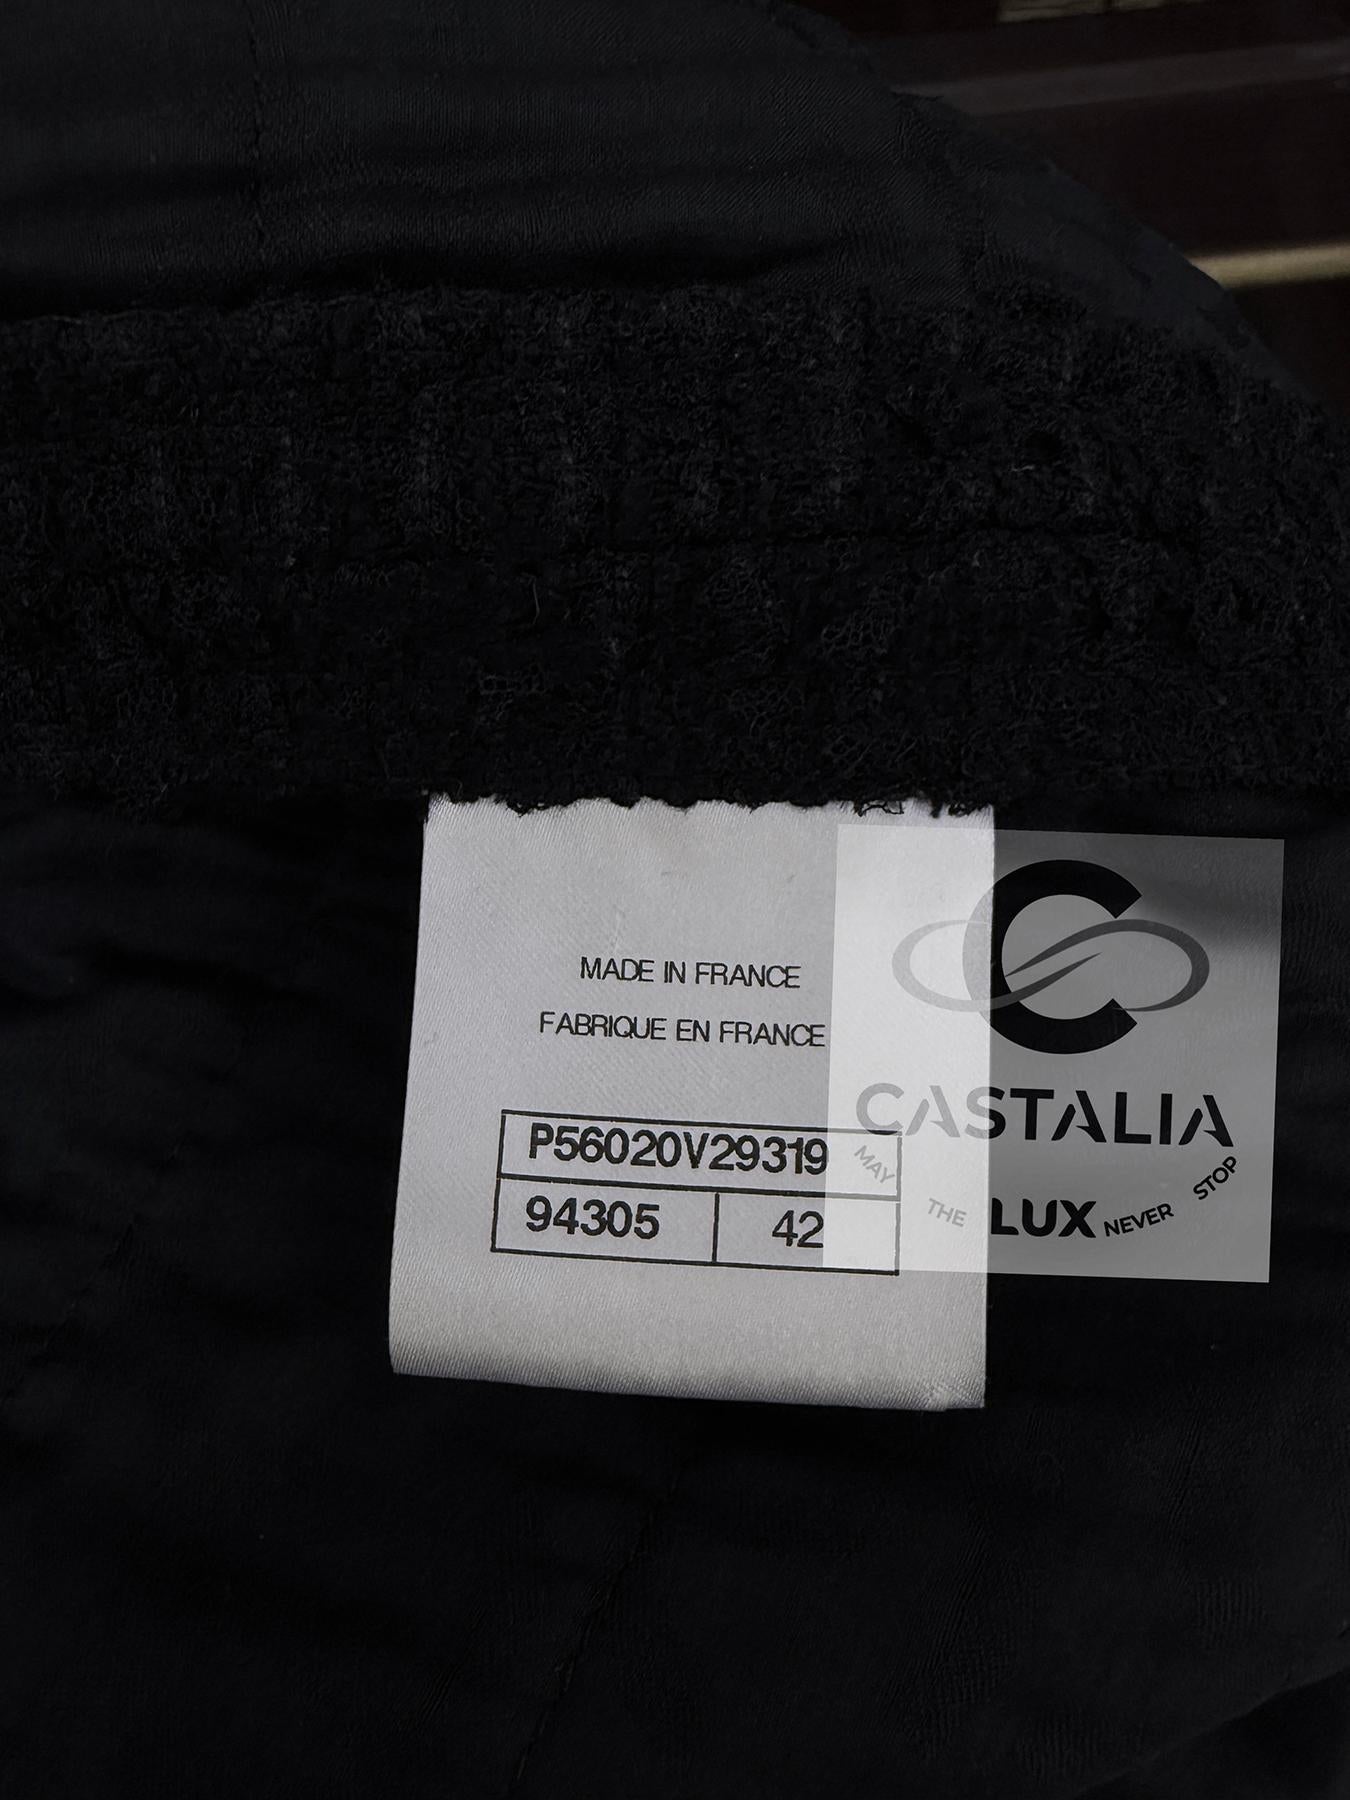 MADE IN FRANCE
FABRIQUE EN FRANCE
P56020V29319
94305 42
CASTALIA
MAY THE LUX NEVER STOP